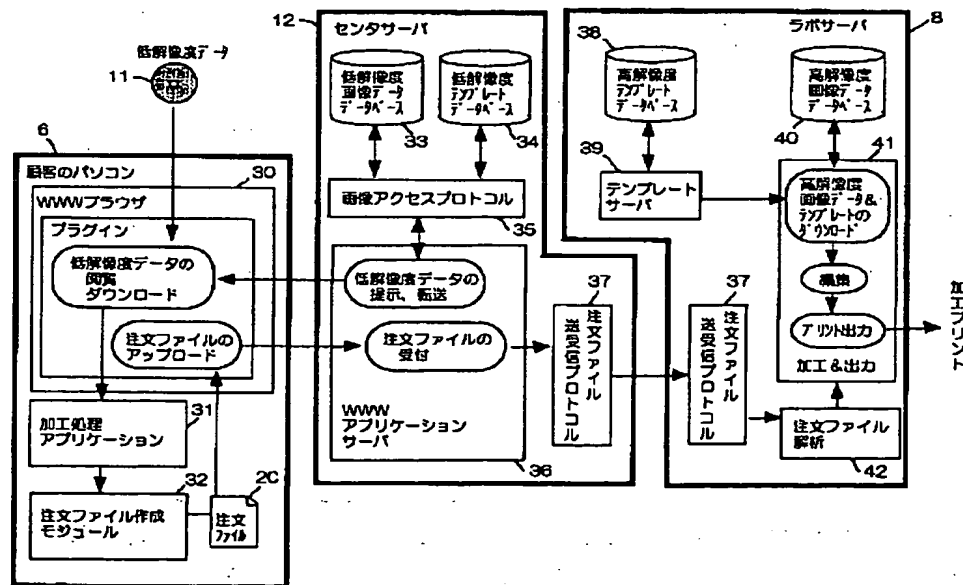 低解像度データ
11
6
顧客のパソコン
30
WWWブラウザ
プラグイン
低解像度データの
閲覧
ダウンロード
注文ファイルの
アップロード
31
加工処理
アプリケーション
32
注文ファイル作成
モジュール
2C
注文
ファイル
12
センタサーバ
低解像度
画像データ
データベース
33
低解像度
テンプレート
データベース
34
画像アクセスプロトコル
35
低解像度データの
提示、転送
注文ファイルの
受付
WWW
アプリケーション
サーバ
36
37
注文ファイル
送受信プロトコル
8
ラボサーバ
38
高解像度
テンプレート
データベース
39
テンプレート
サーバ
高解像度
画像データ
データベース
40
41
高解像度
画像データ&
テンプレートの
ダウンロード
編集
プリント出力
加工&出力
37
注文ファイル
送受信プロトコル
注文ファイル
解析
42
加工プリント